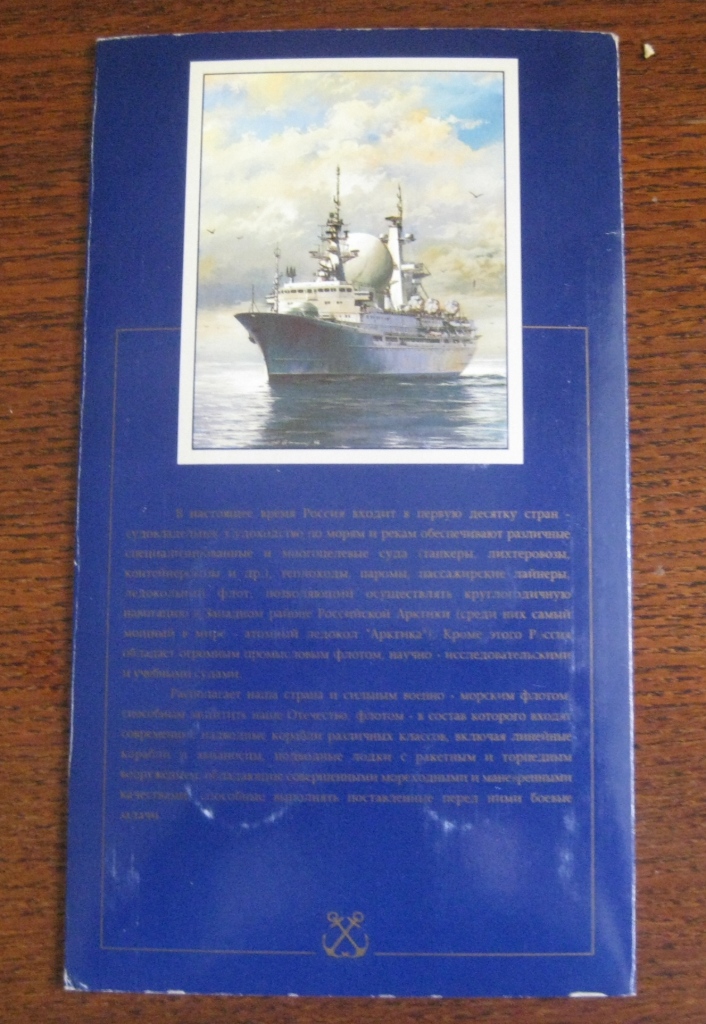 В настоящее время Россия входит в первую десятку стран -
судовладельцев. Судоходство по морям и рекам обеспечивают различные
специализированные и многоцелевые суда (танкеры, лихтеровозы,
контейнеровозы и др.), теплоходы, паромы, пассажирские лайнеры,
ледокольный флот, позволяющий осуществлять круглогодичную
навигацию в Западном районе Российской Арктики (среди них самый
мощный в мире - атомный ледокол "Арктика"). Кроме этого Россия
обладает огромным промысловым флотом, научно - исследовательскими
и учебными судами.
Располагает наша страна и сильным военно - морским флотом,
способным защитить наше Отечество, флотом - в состав которого входят
современные надводные корабли различных классов, включая линейные
корабли и авианосцы, подводные лодки с ракетным и торпедным
вооружением, обладающие совершенными мореходными и маневренными
качествами, способные выполнять поставленные перед ними боевые
задачи.